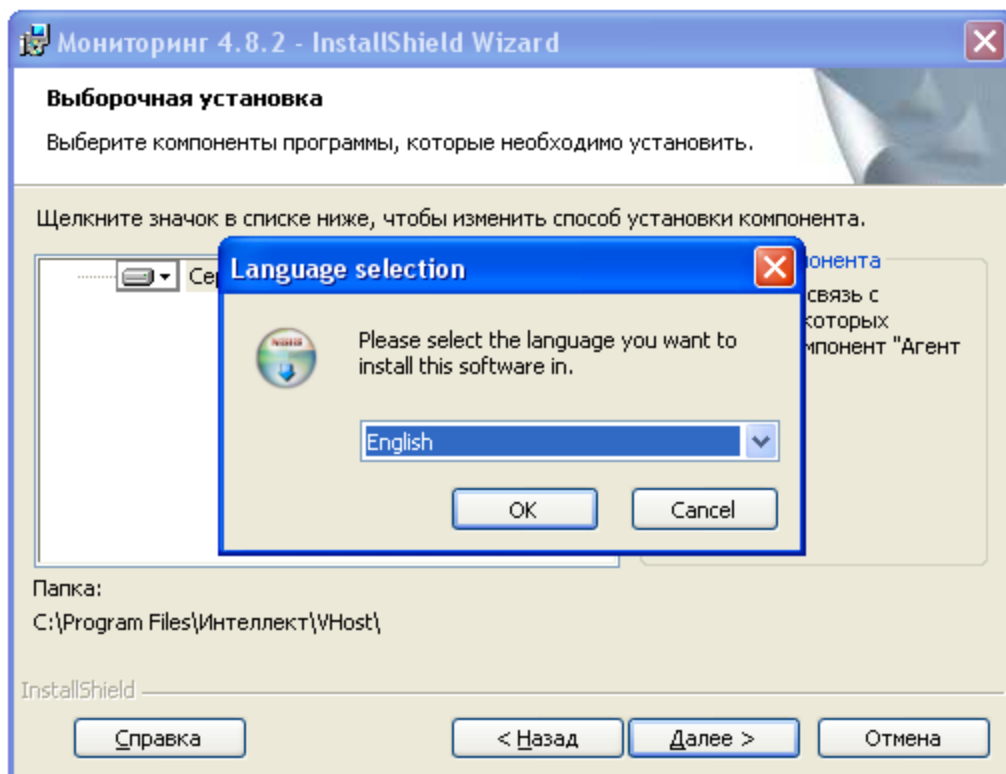 Мониторинг 4.8.2 - InstallShield Wizard
Выборочная установка
Выберите компоненты программы, которые необходимо установить.
Щелкните значок в списке ниже, чтобы изменить способ установки компонента.
Language selection
Please select the language you want to
install this software in.
English
OK
Cancel
связь с
которых
"Агент
Папка:
C:\Program Files\Интеллект\VHost\
InstallShield
Справка
< Назад
Далее >
Отмена